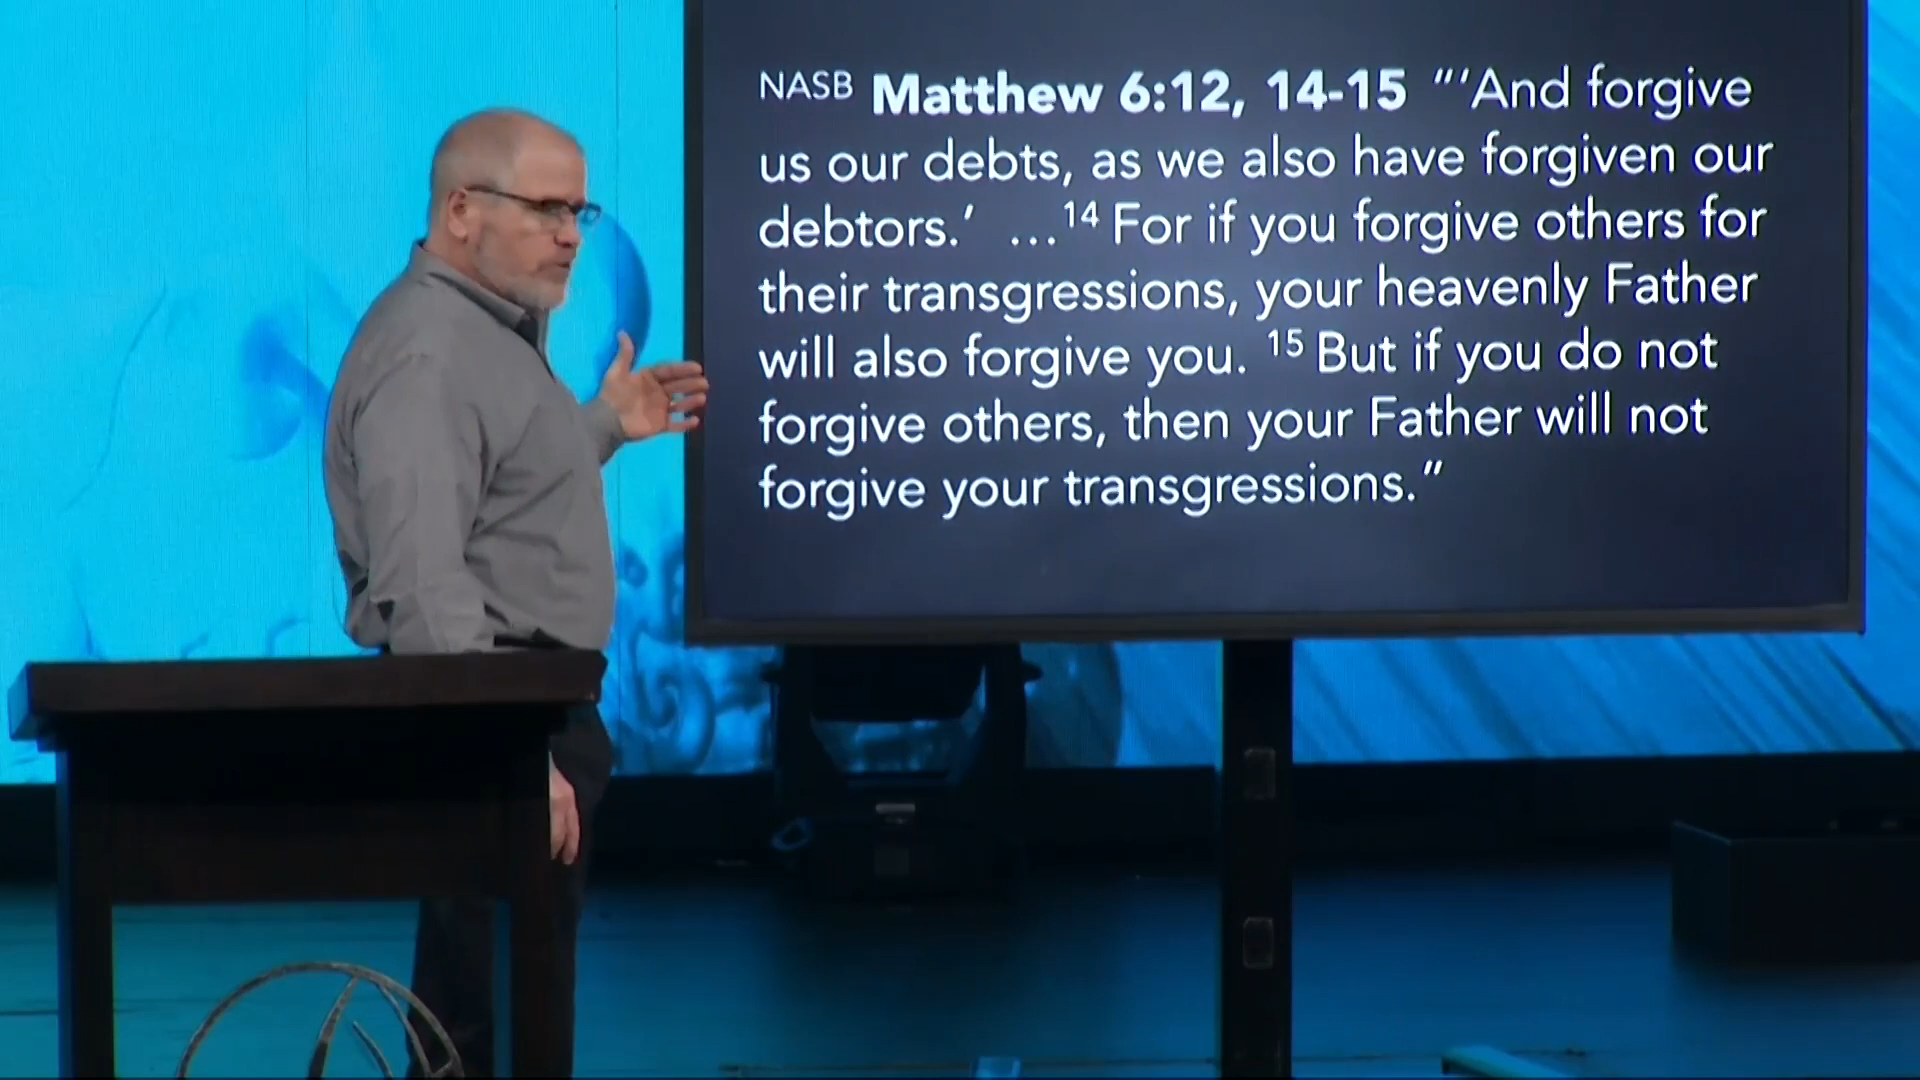 NASB Matthew 6:12, 14-15 “‘And forgive
us our debts, as we also have forgiven our
debtors.’ ...14 For if you forgive others for
their transgressions, your heavenly Father
will also forgive you. 15 But if you do not
forgive others, then your Father will not
forgive your transgressions.”